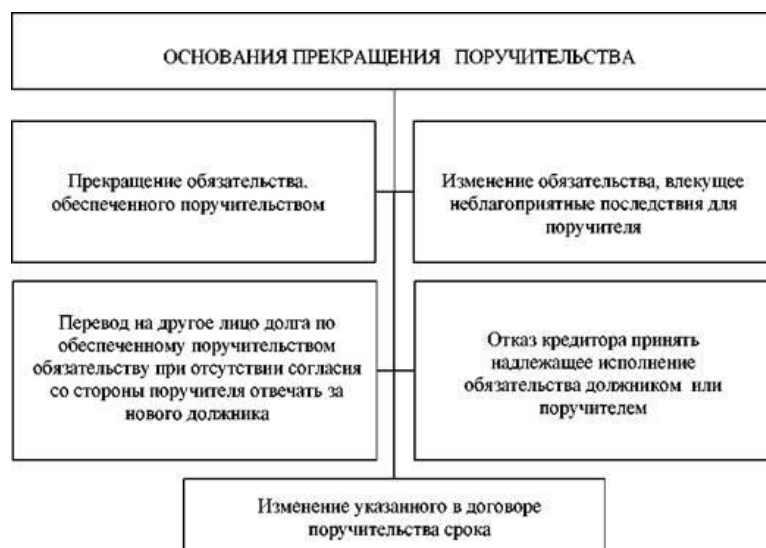 ОСНОВАНИЯ ПРЕКРАЩЕНИЯ ПОРУЧИТЕЛЬСТВА
Прекращение обязательства.
обеспеченного поручительством
Изменение обязательства, влекущее
неблагоприятные последствия для
поручителя
Перевод на другое лицо долга по
обеспеченному поручительством
обязательству при отсутствии согласия
со стороны поручителя отвечать за
нового должника
Отказ кредитора принять
надлежащее исполнение
обязательства должником или
поручителем
Изменение указанного в договоре
поручительства срока